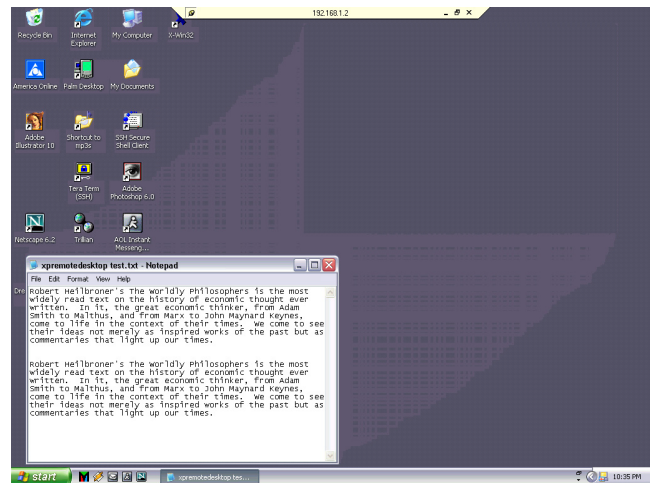 192.168.1.2
Recycle Bin
Internet Explorer
My Computer
X-Win32
America Online
Palm Desktop
My Documents
Adobe Illustrator 10
Shortcut to mp3s
SSH Secure Shell Client
Tera Term (SSH)
Adobe Photoshop 6.0
Netscape 6.2
Trillian
AOL Instant Messeng...
Dre
xpremotedesktop test.txt - Notepad
File Edit Format View Help
Robert Heilbroner's The Worldly Philosophers is the most
widely read text on the history of economic thought ever
written. In it, the great economic thinker, from Adam
Smith to Malthus, and from Marx to John Maynard Keynes,
come to life in the context of their times. We come to see
their ideas not merely as inspired works of the past but as
commentaries that light up our times.
Robert Heilbroner's The Worldly Philosophers is the most
widely read text on the history of economic thought ever
written. In it, the great economic thinker, from Adam
Smith to Malthus, and from Marx to John Maynard Keynes,
come to life in the context of their times. We come to see
their ideas not merely as inspired works of the past but as
commentaries that light up our times.
start
xpremotedesktop tes...
10:35 PM